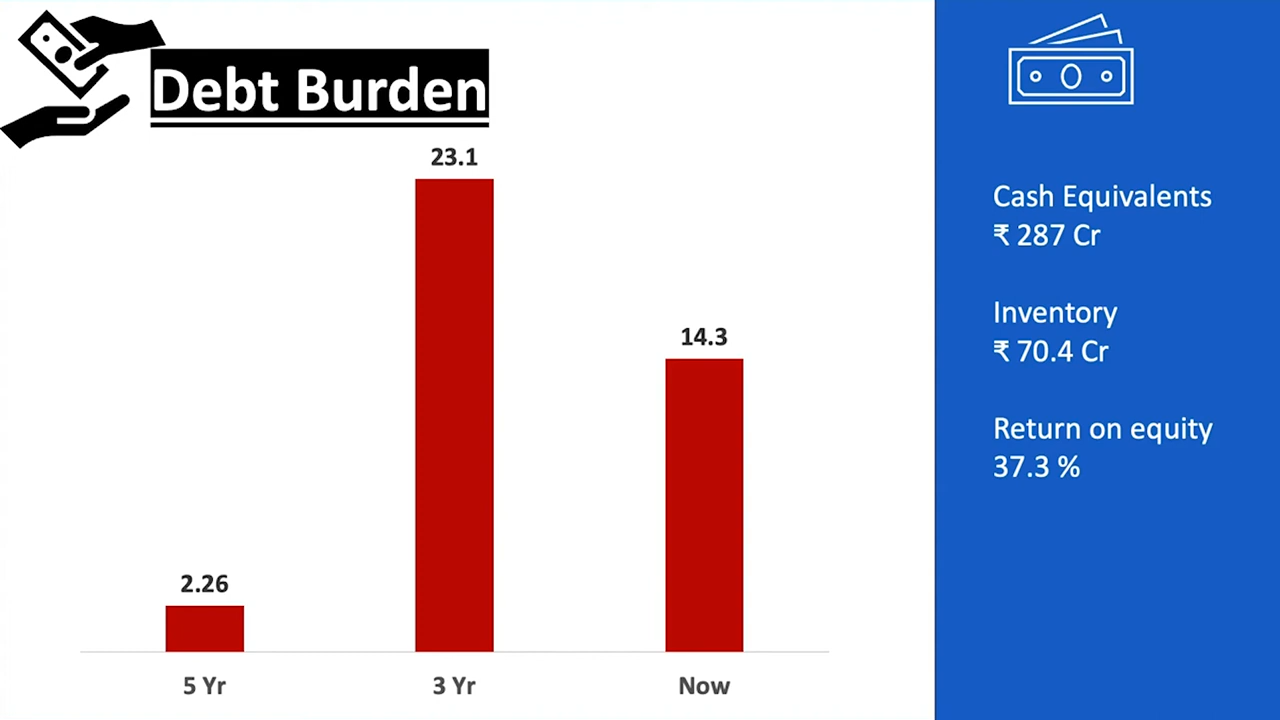 Debt Burden
23.1
14.3
2.26
5 Yr
3 Yr
Now
Cash Equivalents
₹ 287 Cr
Inventory
₹ 70.4 Cr
Return on equity
37.3 %